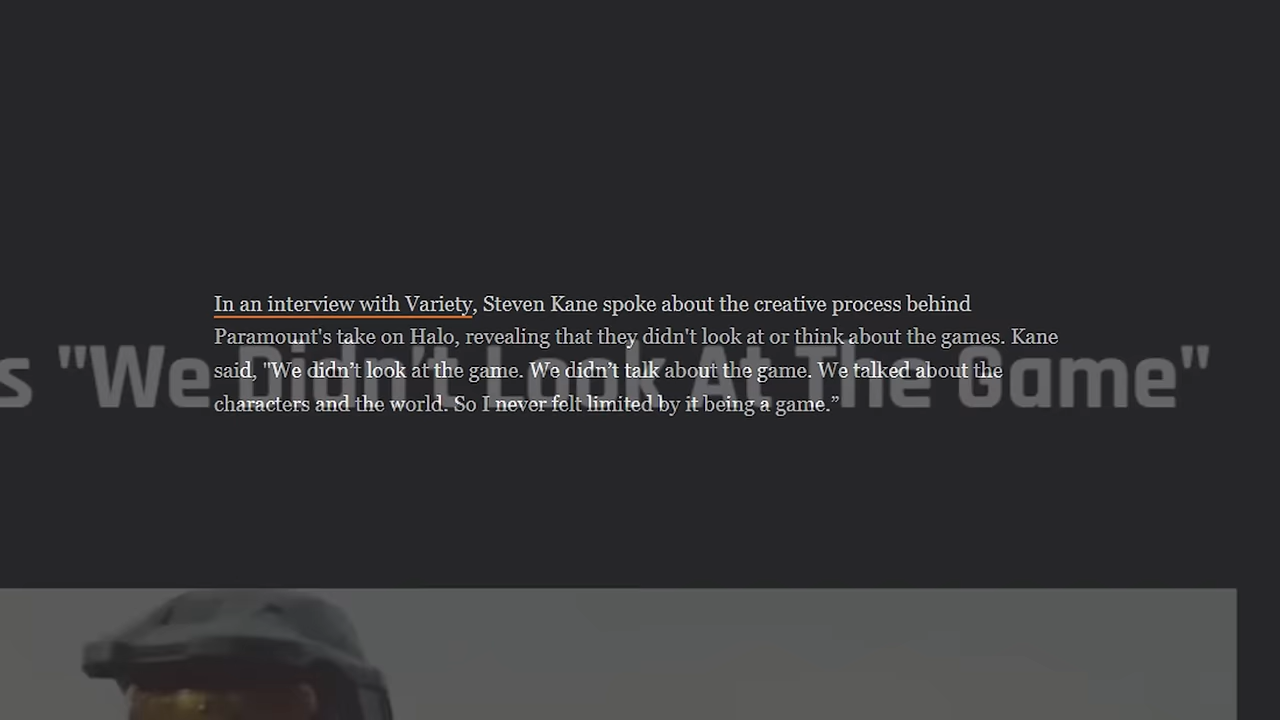 In an interview with Variety, Steven Kane spoke about the creative process behind
Paramount's take on Halo, revealing that they didn't look at or think about the games. Kane
said, "We didn’t look at the game. We didn’t talk about the game. We talked about the
characters and the world. So I never felt limited by it being a game.”
s "We Didn't Look At The Game"